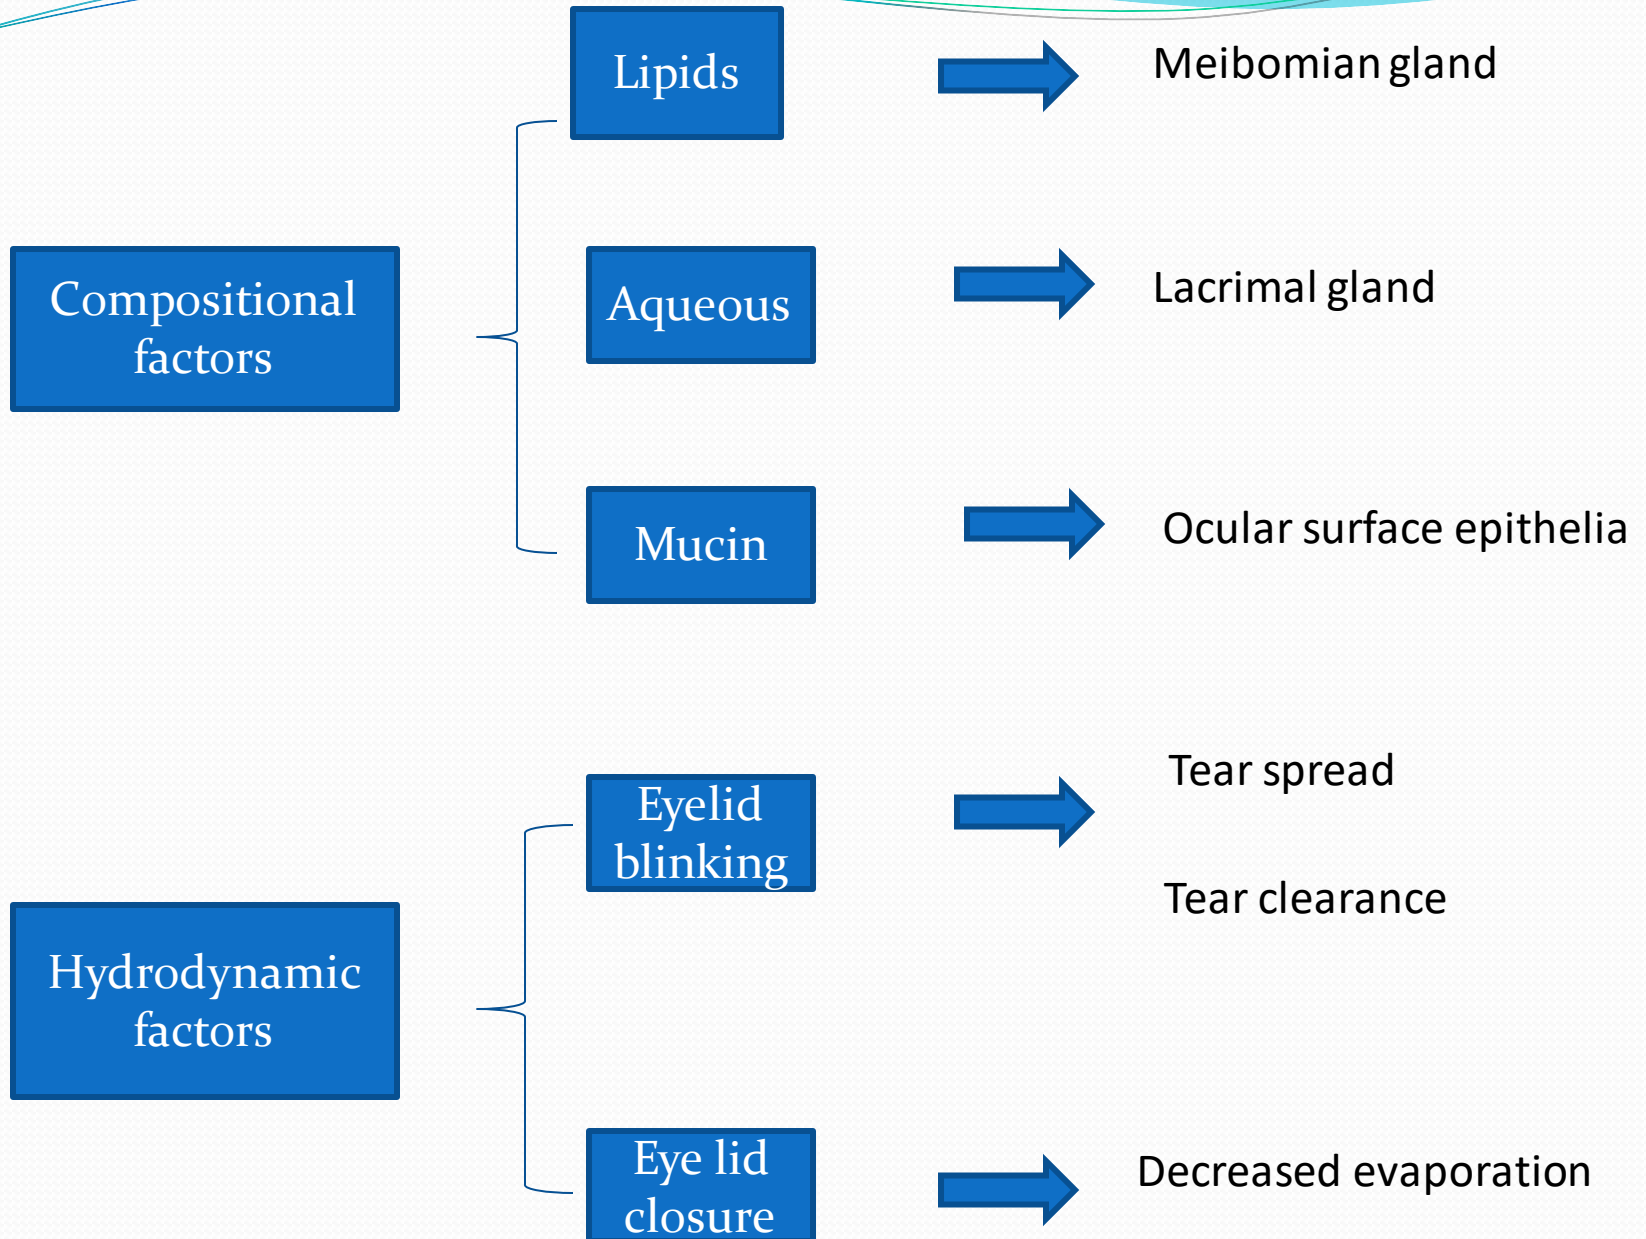 Lipids
Meibomian gland
Compositional
factors
Aqueous
Lacrimal gland
Mucin
Ocular surface epithelia
Hydrodynamic
factors
Eyelid
blinking
Tear spread
Tear clearance
Eye lid
closure
Decreased evaporation